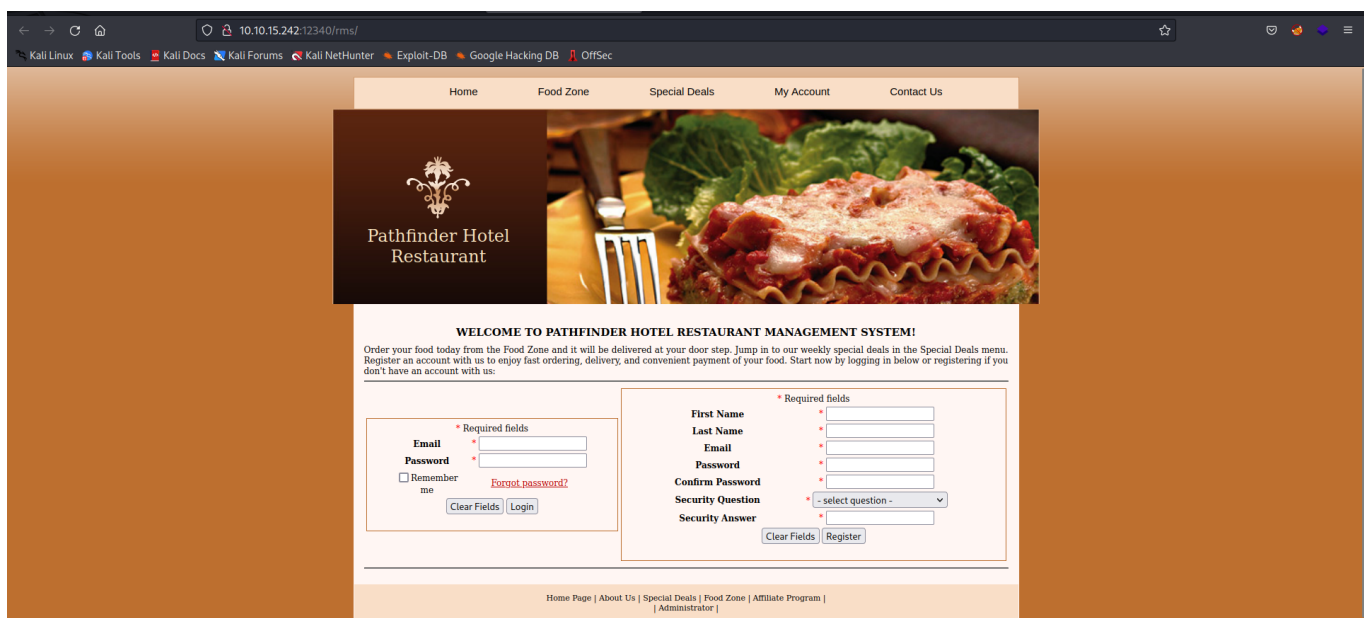 10.10.15.242:12340/rms/
Kali Linux Kali Tools Kali Docs Kali Forums Kali NetHunter Exploit-DB Google Hacking DB OffSec
Home Food Zone Special Deals My Account Contact Us
Pathfinder Hotel
Restaurant
WELCOME TO PATHFINDER HOTEL RESTAURANT MANAGEMENT SYSTEM!
Order your food today from the Food Zone and it will be delivered at your door step. Jump in to our weekly special deals in the Special Deals menu.
Register an account with us to enjoy fast ordering, delivery, and convenient payment of your food. Start now by logging in below or registering if you
don't have an account with us:
* Required fields
Email *
Password *
Remember
me
Forgot password?
Clear Fields Login
* Required fields
First Name *
Last Name *
Email *
Password *
Confirm Password *
Security Question * - select question -
Security Answer *
Clear Fields Register
Home Page | About Us | Special Deals | Food Zone | Affiliate Program |
| Administrator |